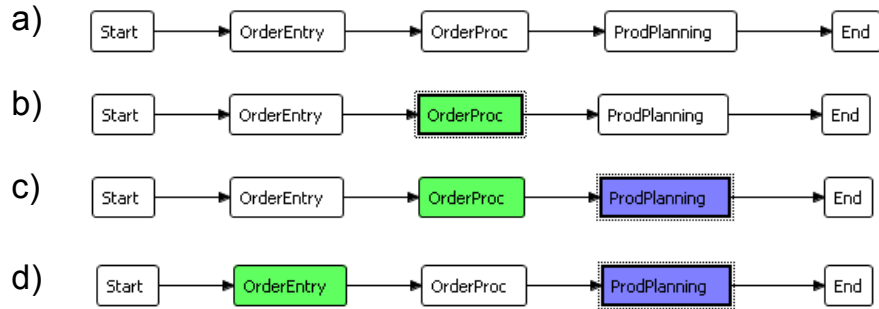 a) Start OrderEntry OrderProc ProdPlanning End
b) Start OrderEntry OrderProc ProdPlanning End
c) Start OrderEntry OrderProc ProdPlanning End
d) Start OrderEntry OrderProc ProdPlanning End